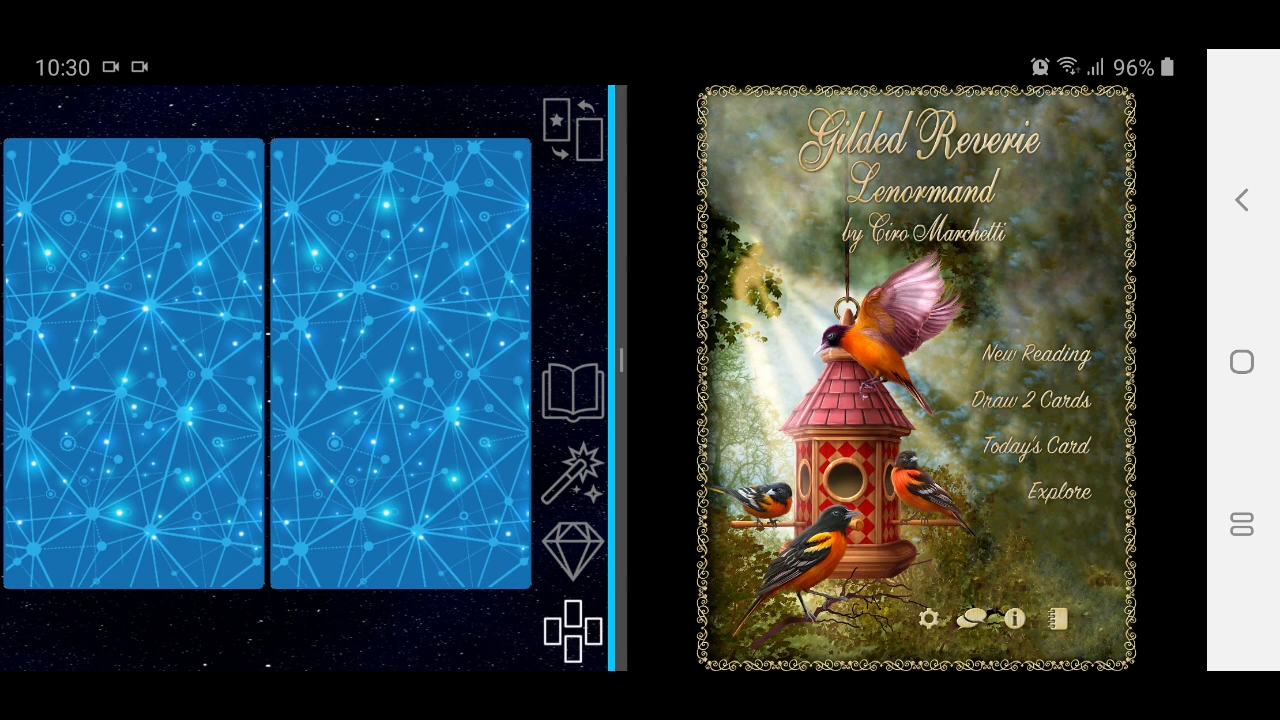 10:30
96%
Gilded Reverie
Lenormand
by Ciro Marchetti
New Reading
Draw 2 Cards
Today's Card
Explore